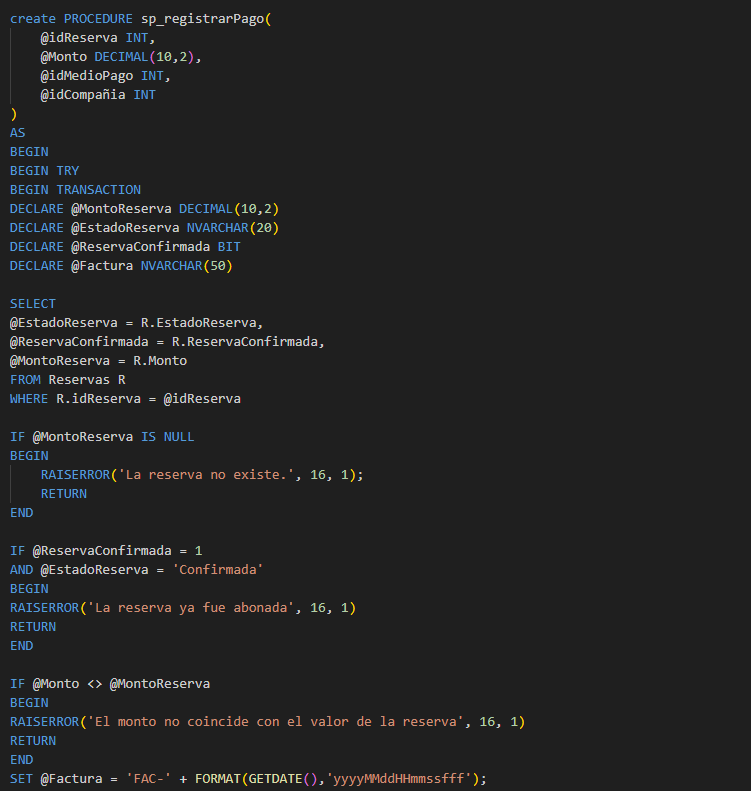 create PROCEDURE sp_registrarPago(
@idReserva INT,
@Monto DECIMAL(10,2),
@idMedioPago INT,
@idCompañia INT
)
AS
BEGIN
BEGIN TRY
BEGIN TRANSACTION
DECLARE @MontoReserva DECIMAL(10,2)
DECLARE @EstadoReserva NVARCHAR(20)
DECLARE @ReservaConfirmada BIT
DECLARE @Factura NVARCHAR(50)
SELECT
@EstadoReserva = R.EstadoReserva,
@ReservaConfirmada = R.ReservaConfirmada,
@MontoReserva = R.Monto
FROM Reservas R
WHERE R.idReserva = @idReserva
IF @MontoReserva IS NULL
BEGIN
RAISERROR('La reserva no existe.', 16, 1);
RETURN
END
IF @ReservaConfirmada = 1
AND @EstadoReserva = 'Confirmada'
BEGIN
RAISERROR('La reserva ya fue abonada', 16, 1)
RETURN
END
IF @Monto <> @MontoReserva
BEGIN
RAISERROR('El monto no coincide con el valor de la reserva', 16, 1)
RETURN
END
SET @Factura = 'FAC-' + FORMAT(GETDATE(),'yyyyMMddHHmmssfff');